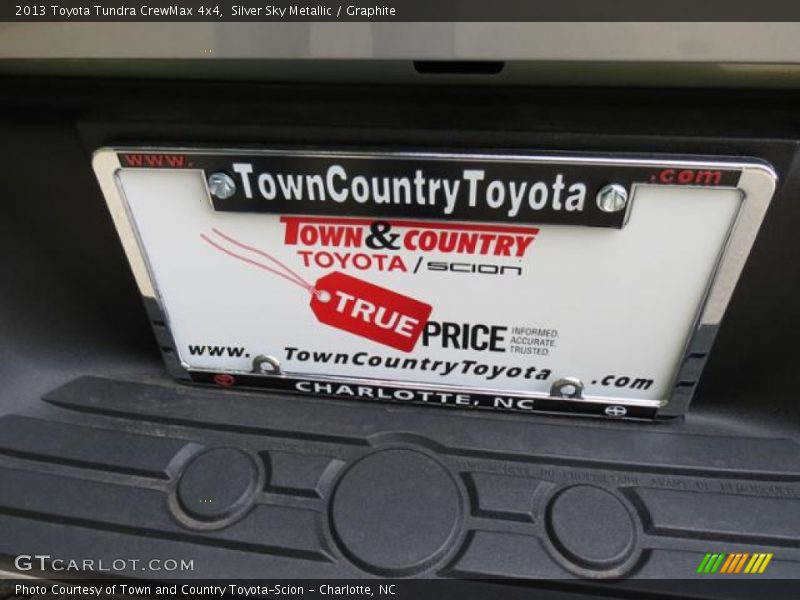 2013 Toyota Tundra CrewMax 4x4, Silver Sky Metallic / Graphite
www. .com
TownCountryToyota
TOWN & COUNTRY
TOYOTA / SCION
TRUE
PRICE
INFORMED.
ACCURATE.
TRUSTED.
www. TownCountryToyota .com
CHARLOTTE, NC
GTCARLOT.COM
Photo Courtesy of Town and Country Toyota-Scion - Charlotte, NC